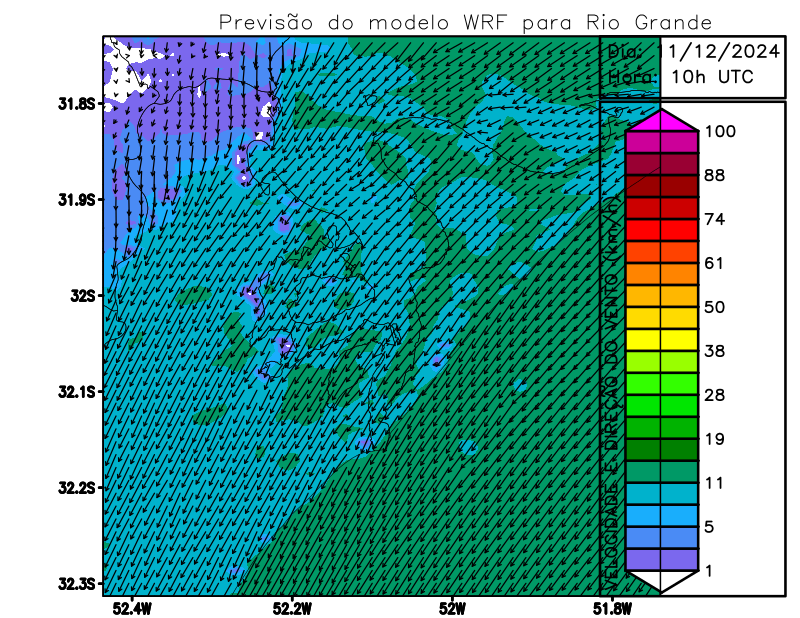 Previsão do modelo WRF para Rio Grande
Dia: 11/12/2024
Hora: 10h UTC
31.8S
31.9S
32S
32.1S
32.2S
32.3S
52.4W
52.2W
52W
51.8W
VELOCIDADE E DIREÇÃO DO VENTO (km/h)
100
88
74
61
50
38
28
19
11
5
1